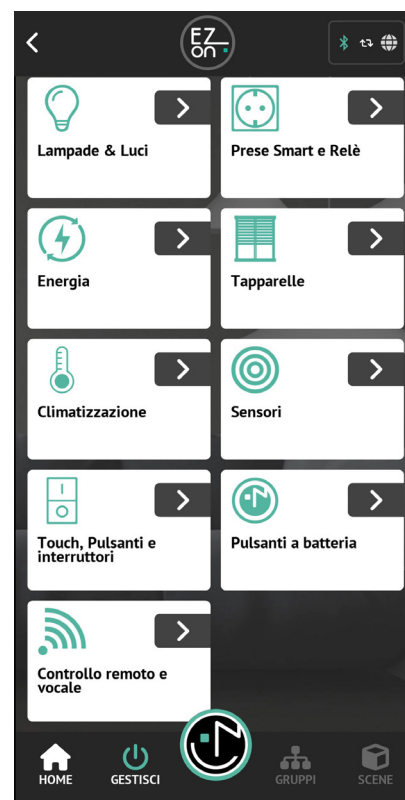 EZ
on
Lampade & Luci
Prese Smart e Relè
Energia
Tapparelle
Climatizzazione
Sensori
Touch, Pulsanti e
interruttori
Pulsanti a batteria
Controllo remoto e
vocale
HOME
GESTISCI
GRUPPI
SCENE